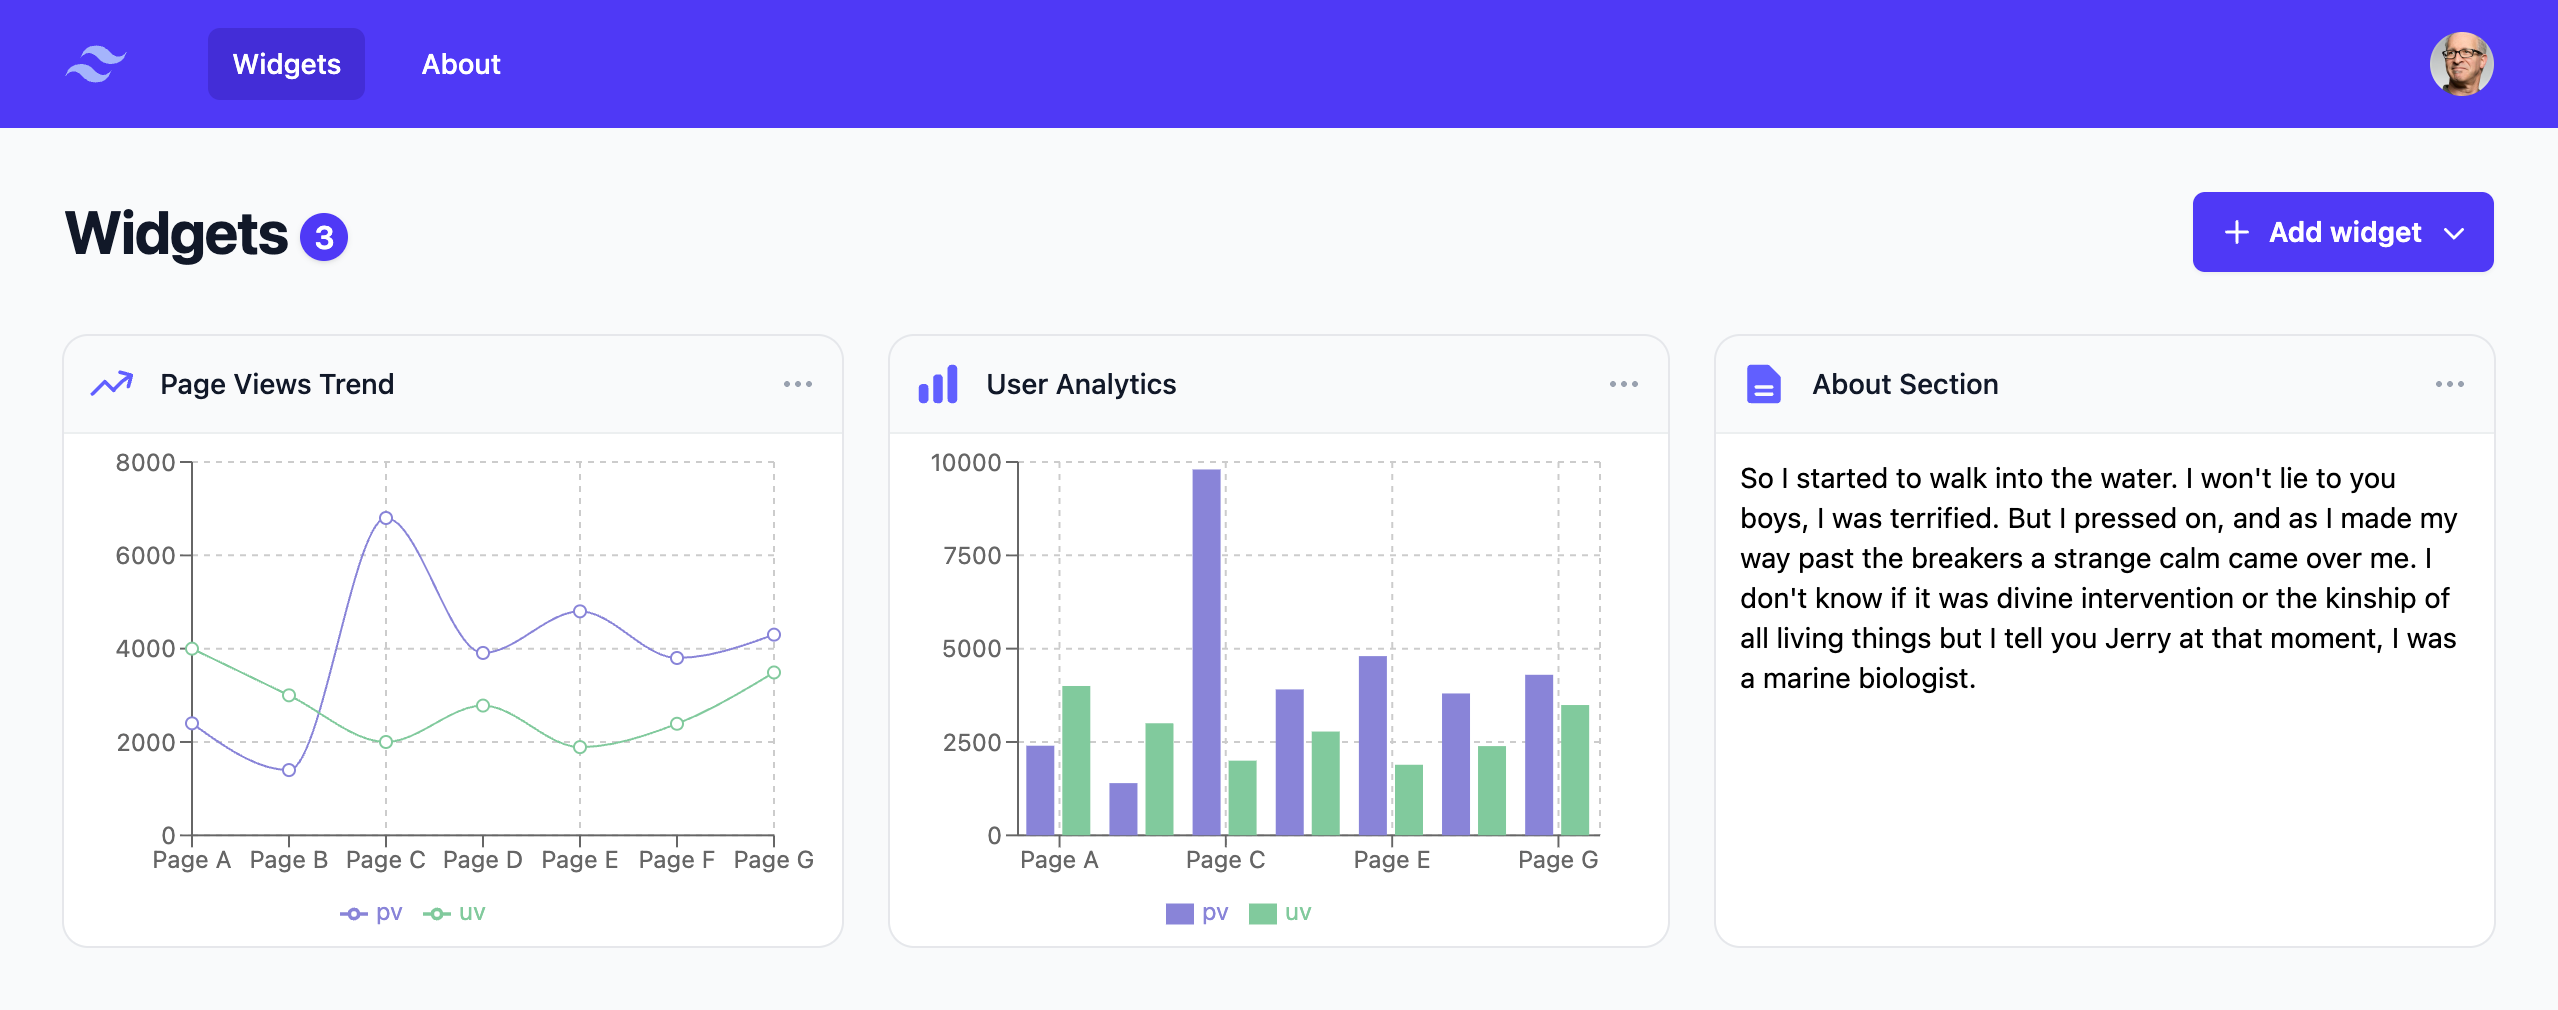 Widgets
About
Widgets 3
Add widget
Page Views Trend
8000
6000
4000
2000
0
Page A Page B Page C Page D Page E Page F Page G
pv uv
User Analytics
10000
7500
5000
2500
0
Page A Page C Page E Page G
pv uv
About Section
So I started to walk into the water. I won't lie to you
boys, I was terrified. But I pressed on, and as I made my
way past the breakers a strange calm came over me. I
don't know if it was divine intervention or the kinship of
all living things but I tell you Jerry at that moment, I was
a marine biologist.